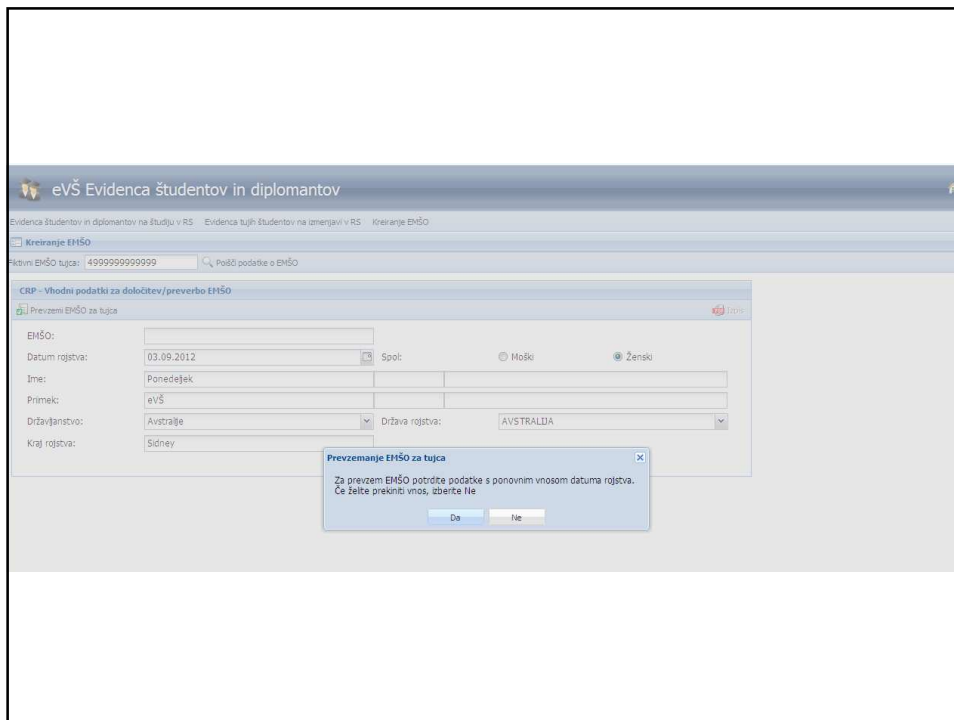 eVŠ Evidenca študentov in diplomantov
Evidenca študentov in diplomantov na študiju v RS Evidenca tujih študentov na izmenjavi v RS Kreiranje EMŠO
Kreiranje EMŠO
Fiktivni EMŠO tujca: 4999999999999 Poišči podatke o EMŠO
CRP - Vhodni podatki za določitev/preverbo EMŠO
Prevzemi EMŠO za tujca
EMŠO:
Datum rojstva: 03.09.2012 Spol: Moški Ženski
Ime: Ponedeljek
Priimek: eVŠ
Državljanstvo: Avstralije Država rojstva: AVSTRALIJA
Kraj rojstva: Sidney
Prevzemanje EMŠO za tujca
Za prevzem EMŠO potrdite podatke s ponovnim vnosom datuma rojstva.
Če želite prekiniti vnos, izberite Ne
Da Ne